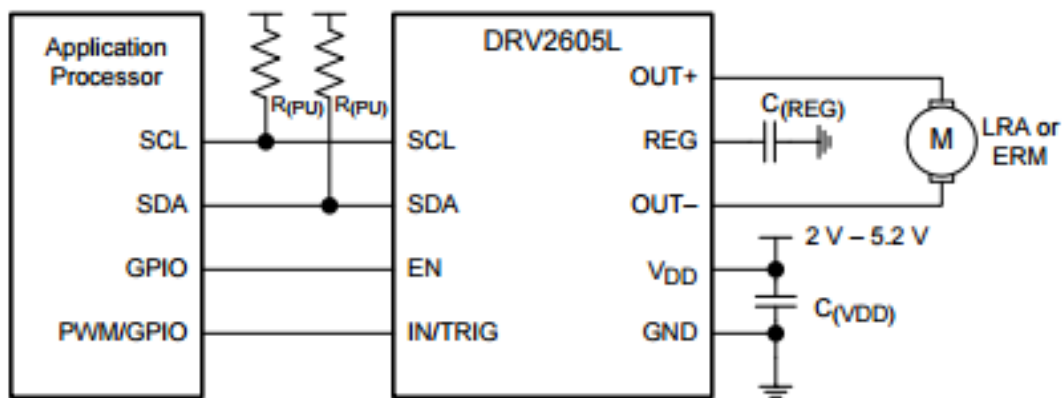 Application
Processor
SCL
SDA
GPIO
PWM/GPIO
R(PU)
R(PU)
DRV2605L
SCL
SDA
EN
IN/TRIG
OUT+
REG
OUT–
VDD
GND
C(REG)
M
LRA or
ERM
2 V – 5.2 V
C(VDD)